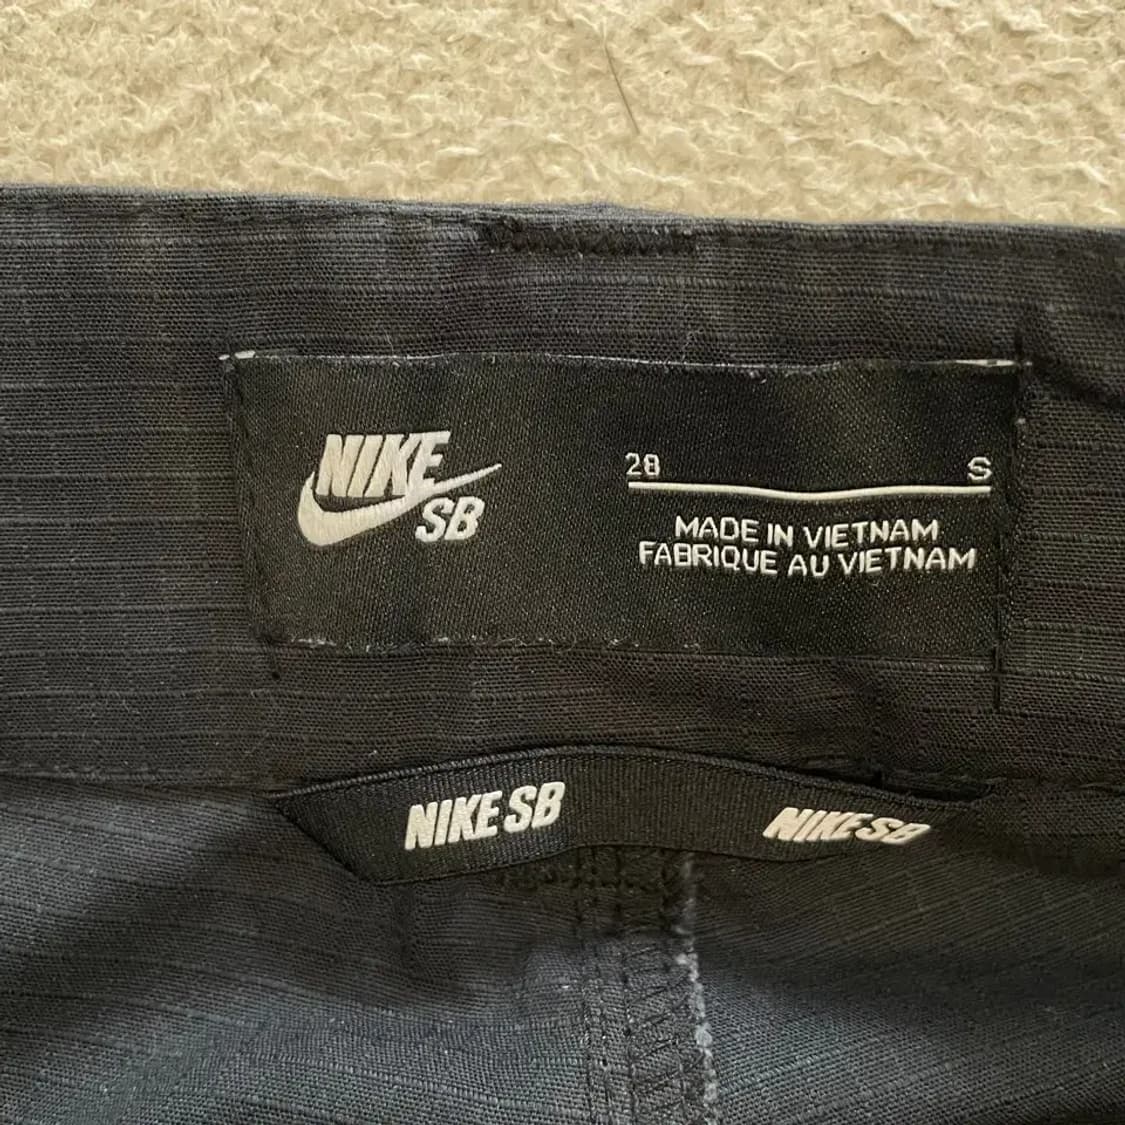 NIKE
SB
28 S
MADE IN VIETNAM
FABRIQUE AU VIETNAM
NIKE SB NIKE SB